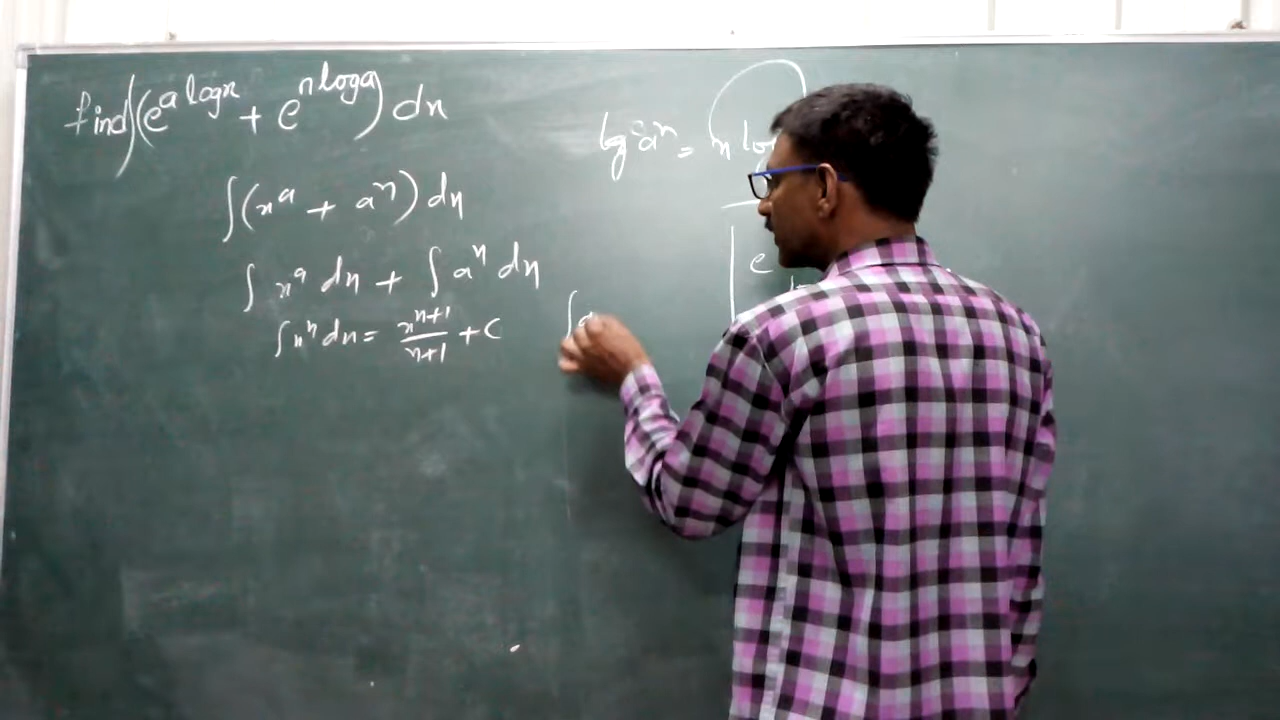 find ∫(e^{a log x} + e^{x log a}) dx
∫(x^a + a^x) dx
∫ x^a dx + ∫ a^x dx
∫x^n dx = x^{n+1}/(n+1) + C
log a^n = n log
e
∫a